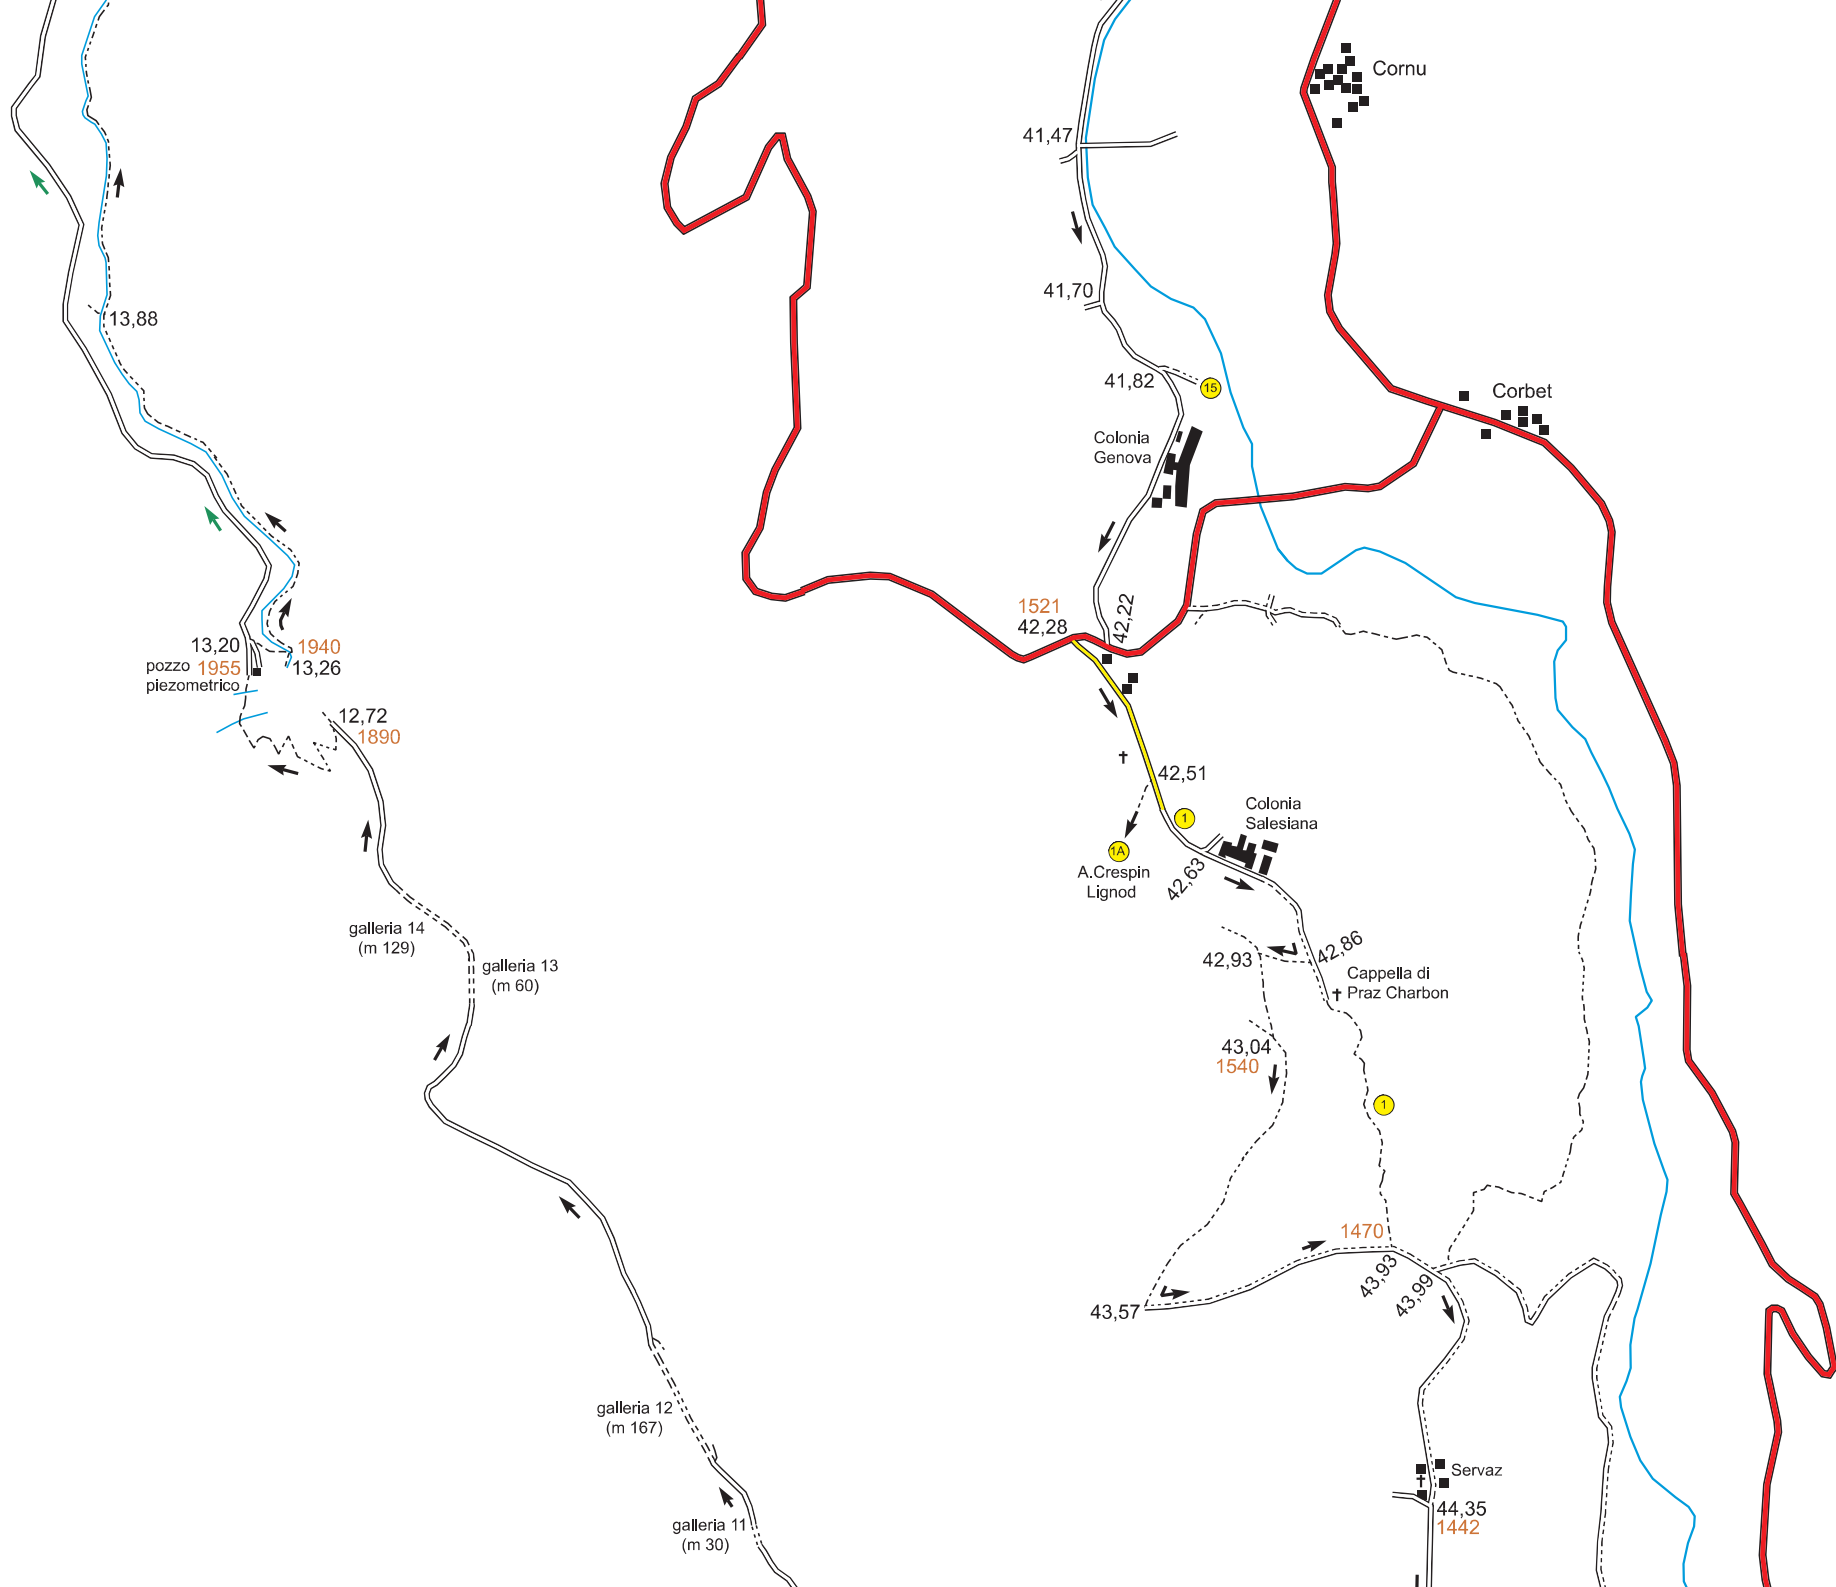 Cornu
41,47
41,70
13,88
41,82
15
Corbet
Colonia
Genova
1521
42,28
42,22
13,20
1940
pozzo
1955
13,26
piezometrico
12,72
1890
42,51
1
Colonia
Salesiana
1A
A.Crespin
Lignod
42,63
galleria 14
(m 129)
galleria 13
(m 60)
42,93
42,86
Cappella di
Praz Charbon
43,04
1540
1
1470
43,93
43,99
43,57
galleria 12
(m 167)
Servaz
44,35
1442
galleria 11
(m 30)